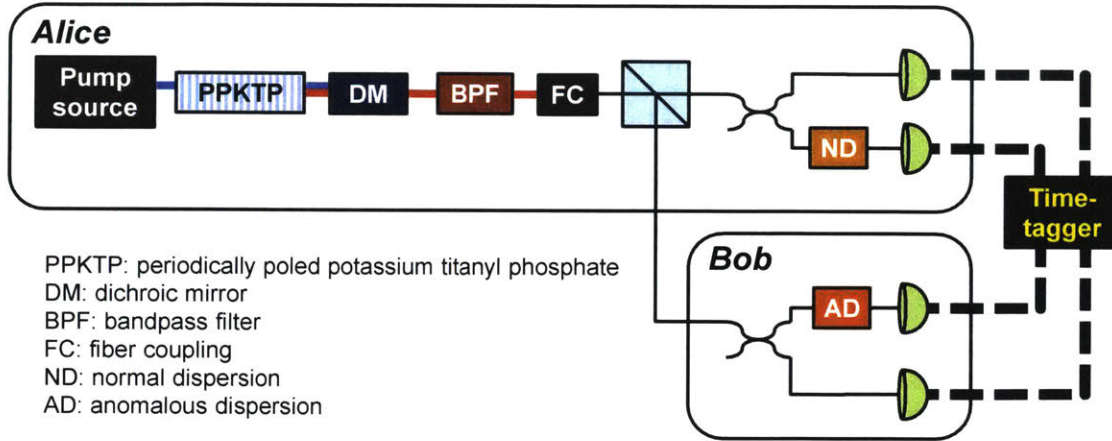 Alice
Pump
source
PPKTP
DM
BPF
FC
ND
Time-
tagger
Bob
AD
PPKTP: periodically poled potassium titanyl phosphate
DM: dichroic mirror
BPF: bandpass filter
FC: fiber coupling
ND: normal dispersion
AD: anomalous dispersion